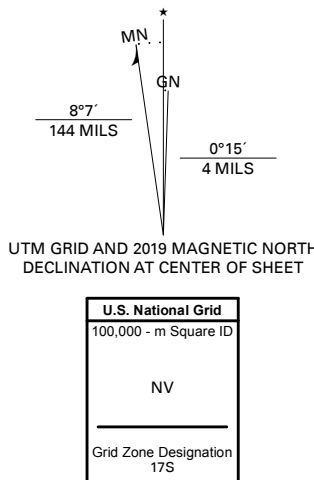 ★
MN
GN
8°7´
144 MILS
0°15´
4 MILS
UTM GRID AND 2019 MAGNETIC NORTH
DECLINATION AT CENTER OF SHEET
U.S. National Grid
100,000 - m Square ID
NV
Grid Zone Designation
17S